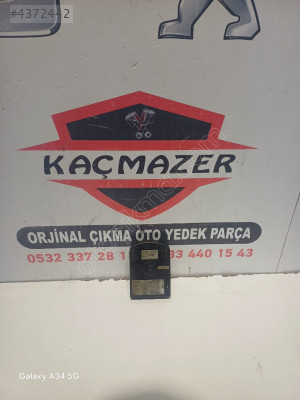 #4372442
KAÇMAZER
ORJİNAL ÇIKMA OTO YEDEK PARÇA
0532 337 28 1 33 440 15 43
Galaxy A34 5G